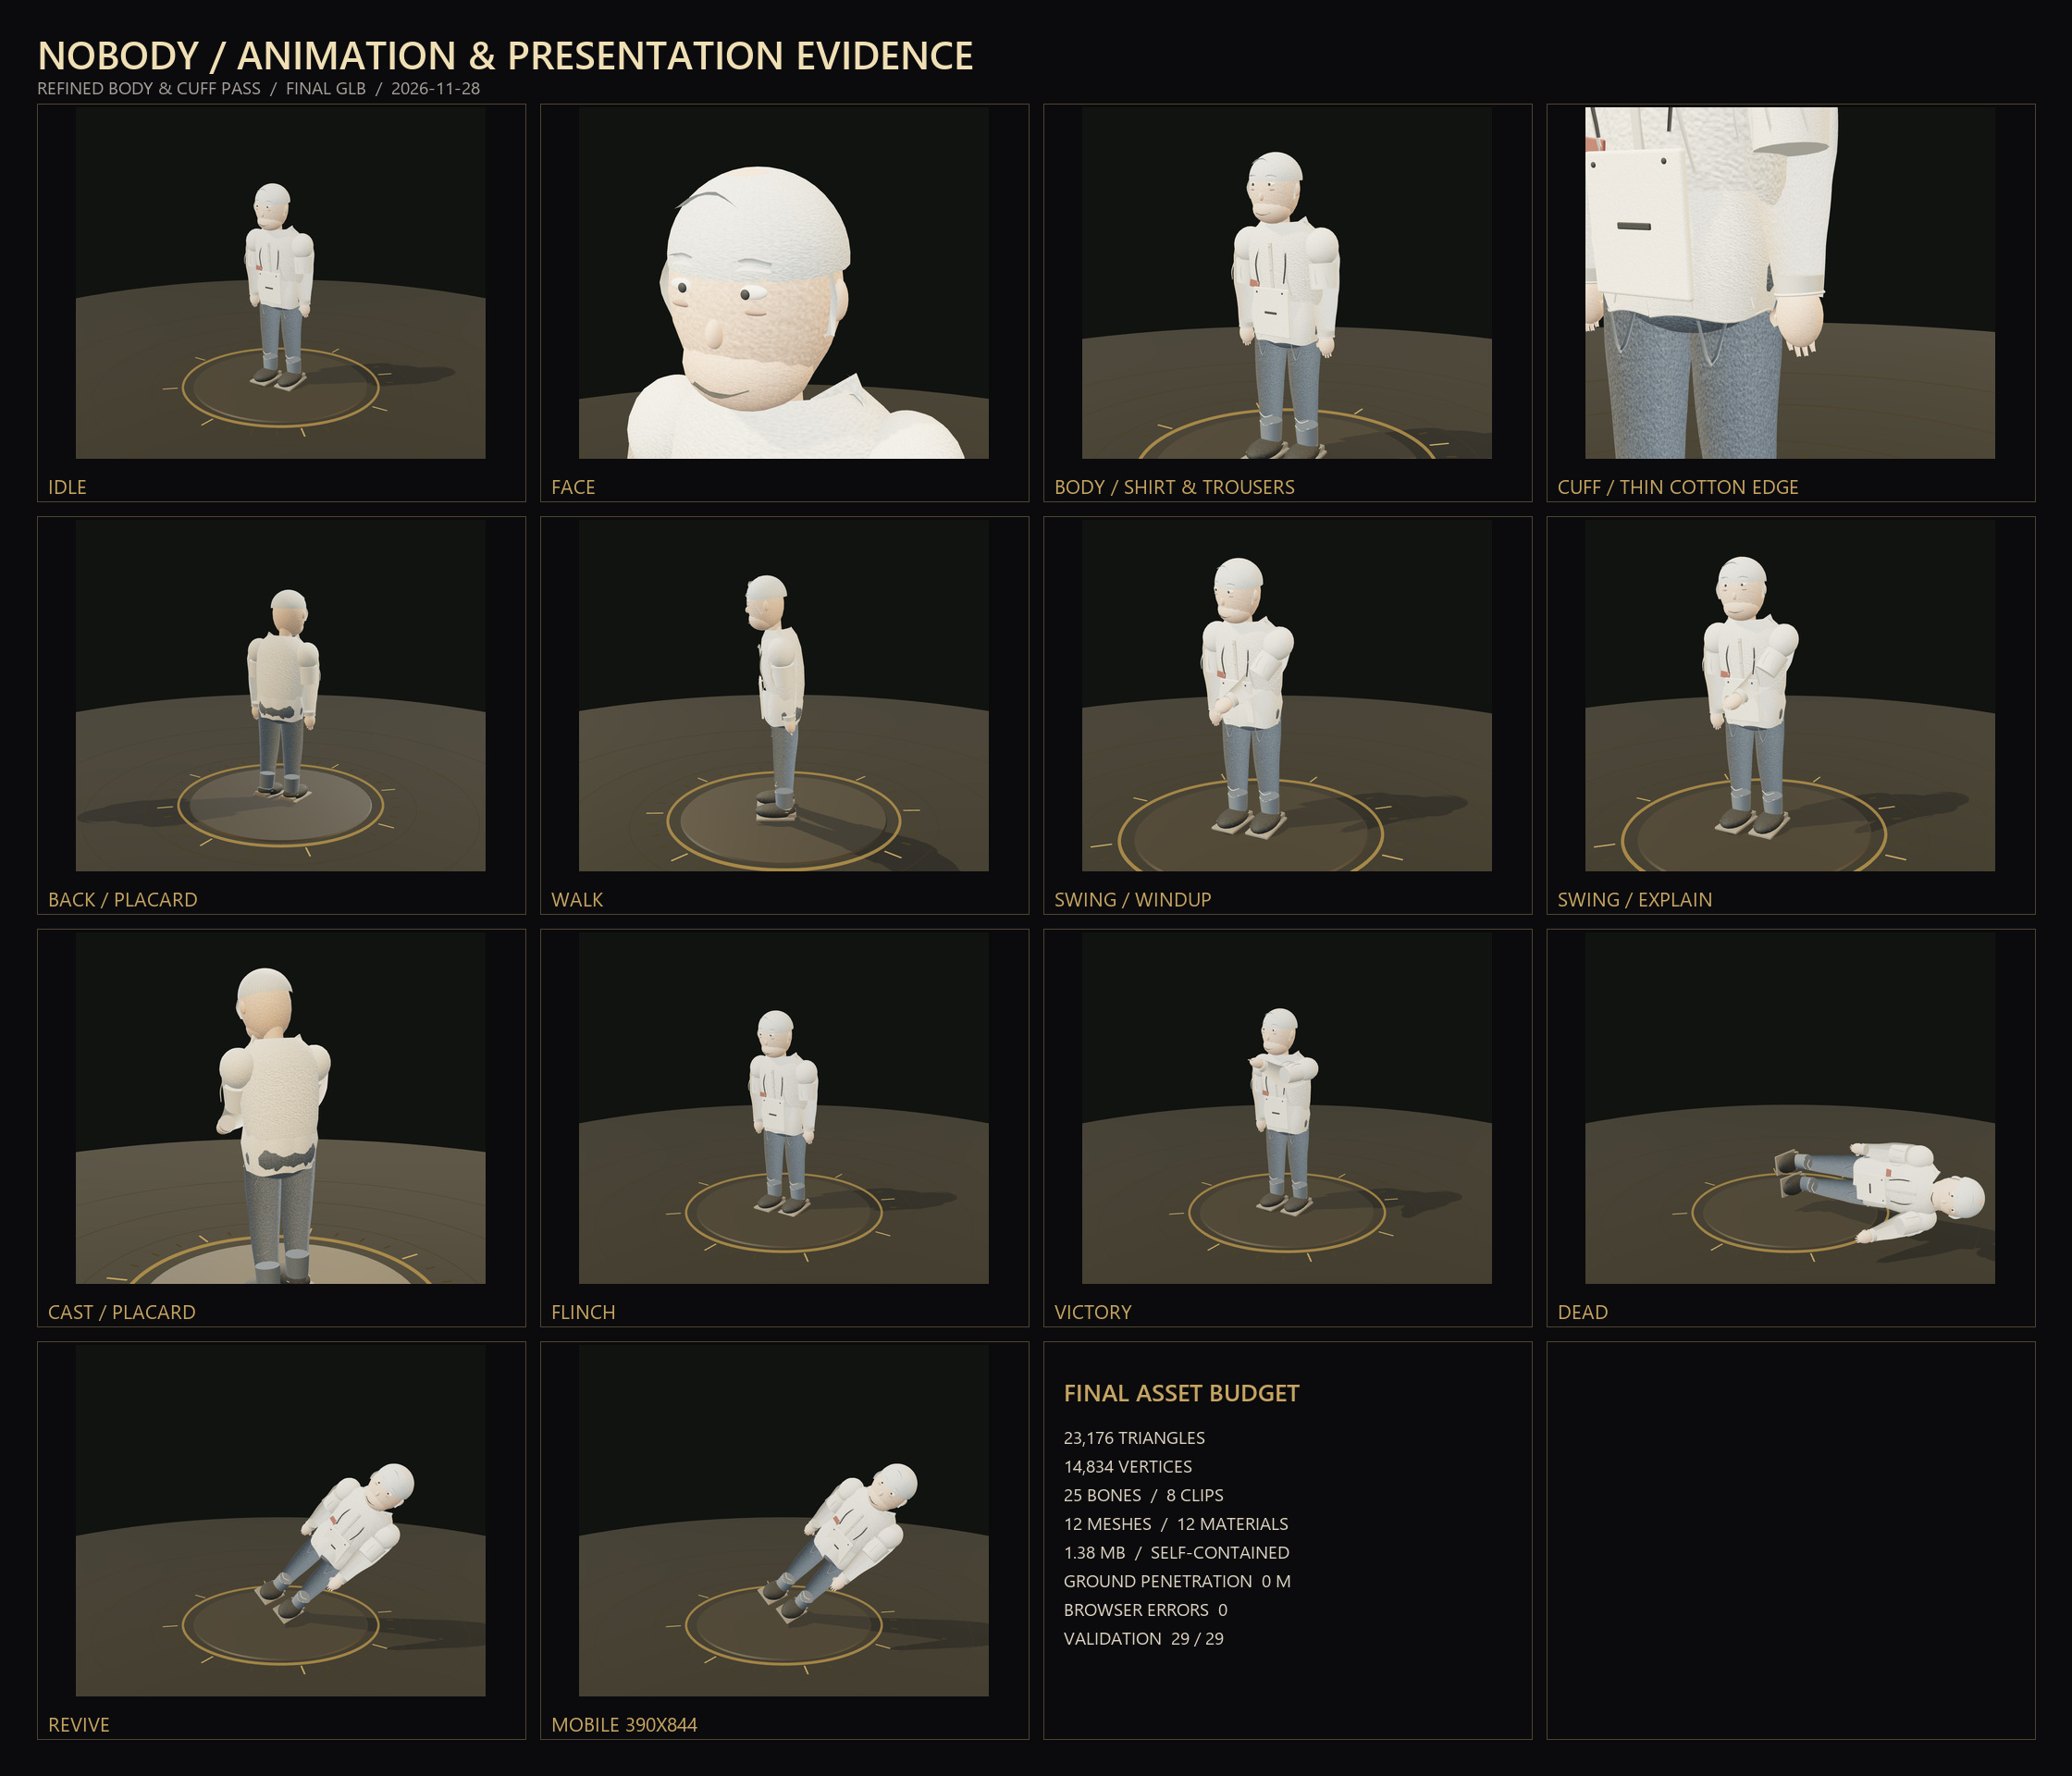 NOBODY / ANIMATION & PRESENTATION EVIDENCE
REFINED BODY & CUFF PASS / FINAL GLB / 2026-11-28
IDLE
FACE
BODY / SHIRT & TROUSERS
CUFF / THIN COTTON EDGE
BACK / PLACARD
WALK
SWING / WINDUP
SWING / EXPLAIN
CAST / PLACARD
FLINCH
VICTORY
DEAD
REVIVE
MOBILE 390X844
FINAL ASSET BUDGET
23,176 TRIANGLES
14,834 VERTICES
25 BONES / 8 CLIPS
12 MESHES / 12 MATERIALS
1.38 MB / SELF-CONTAINED
GROUND PENETRATION 0 M
BROWSER ERRORS 0
VALIDATION 29 / 29